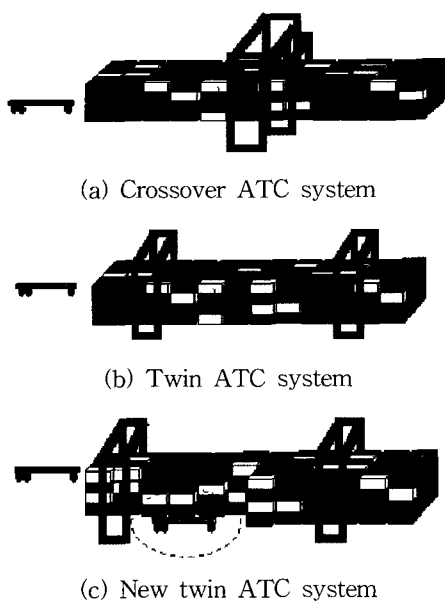 (a) Crossover ATC system
(b) Twin ATC system
(c) New twin ATC system